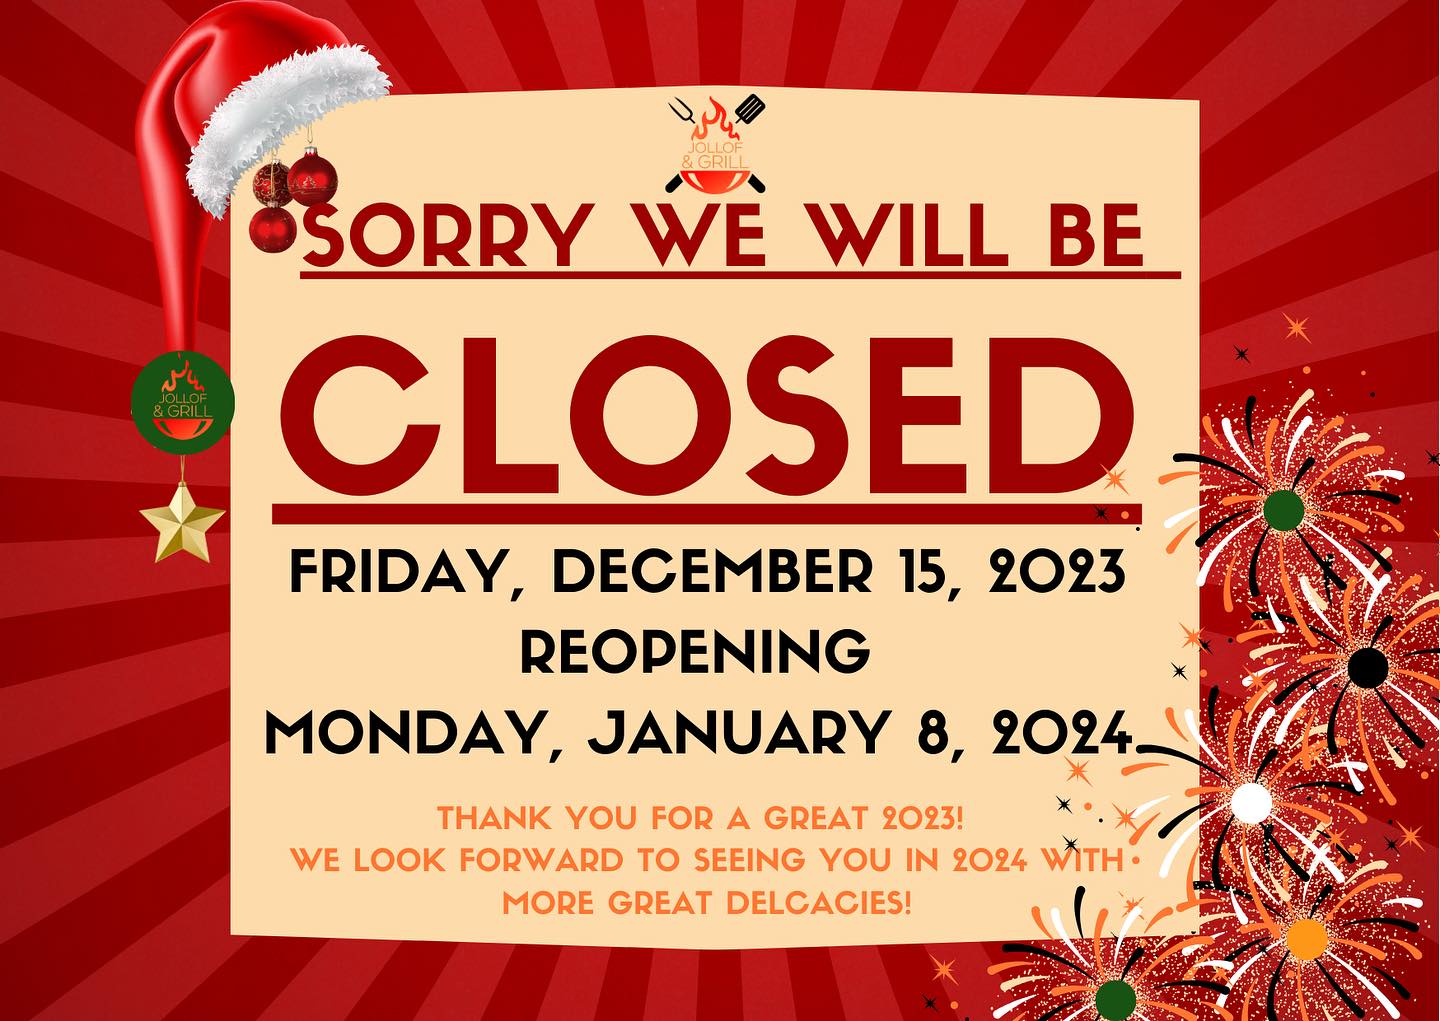 JOLLOF
& GRILL
SORRY WE WILL BE
CLOSED
JOLLOF
& GRILL
FRIDAY, DECEMBER 15, 2023
REOPENING
MONDAY, JANUARY 8, 2024
THANK YOU FOR A GREAT 2023!
WE LOOK FORWARD TO SEEING YOU IN 2024 WITH
MORE GREAT DELCACIES!